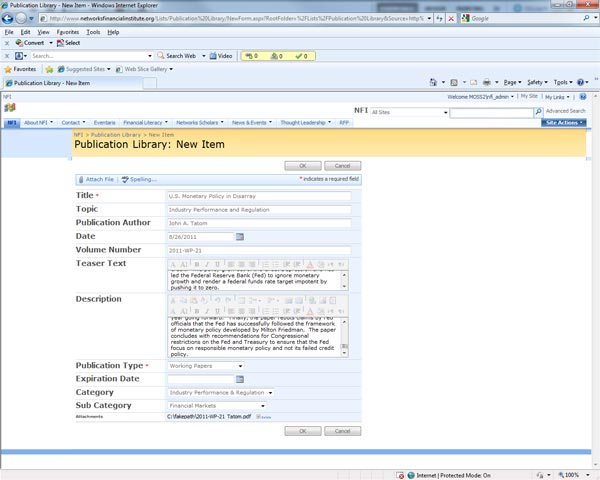 Publication Library - New Item - Windows Internet Explorer
http://www.networksfinancialinstitute.org/Lists/Publication%20Library/NewForm.aspx?RootFolder=%2FLists%2FPublication%20Library&Source=http%
Google
File Edit View Favorites Tools Help
Convert Select
Search... Search Web Video 0 0 0
Favorites Suggested Sites Web Slice Gallery
Publication Library - New Item
Page Safety Tools
NFI
Welcome MOSS2\nfi_admin My Site My Links
NFI All Sites Advanced Search
NFI About NFI Contact Eventaris Financial Literacy Networks Scholars News & Events Thought Leadership RFP Site Actions
NFI > Publication Library > New Item
Publication Library: New Item
OK Cancel
Attach File Spelling... * indicates a required field
Title * U.S. Monetary Policy in Disarray
Topic Industry Performance and Regulation
Publication Author John A. Tatom
Date 8/26/2011
Volume Number 2011-WP-21
Teaser Text
led the Federal Reserve Bank (Fed) to ignore monetary
growth and render a federal funds rate target impotent by
pushing it to zero.
Description
year going forward. Finally, the paper rebuts claims by Fed
officials that the Fed has successfully followed the framework
of monetary policy developed by Milton Friedman. The paper
concludes with recommendations for Congressional
restrictions on the Fed and Treasury to ensure that the Fed
focus on responsible monetary policy and not its failed credit
policy.
Publication Type * Working Papers
Expiration Date
Category Industry Performance & Regulation
Sub Category Financial Markets
Attachments C:\fakepath\2011-WP-21 Tatom.pdf Delete
OK Cancel
Internet | Protected Mode: On 100%